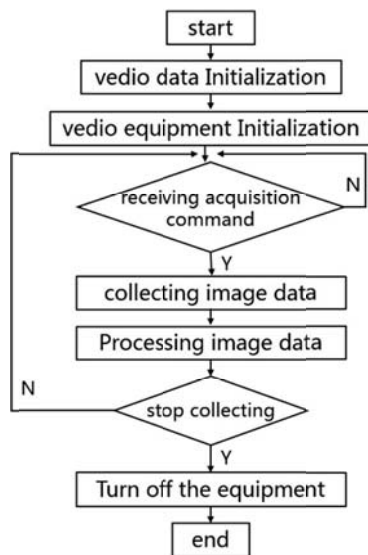 start
vedio data Initialization
vedio equipment Initialization
N
receiving acquisition
command
Y
collecting image data
Processing image data
N
stop collecting
Y
Turn off the equipment
end